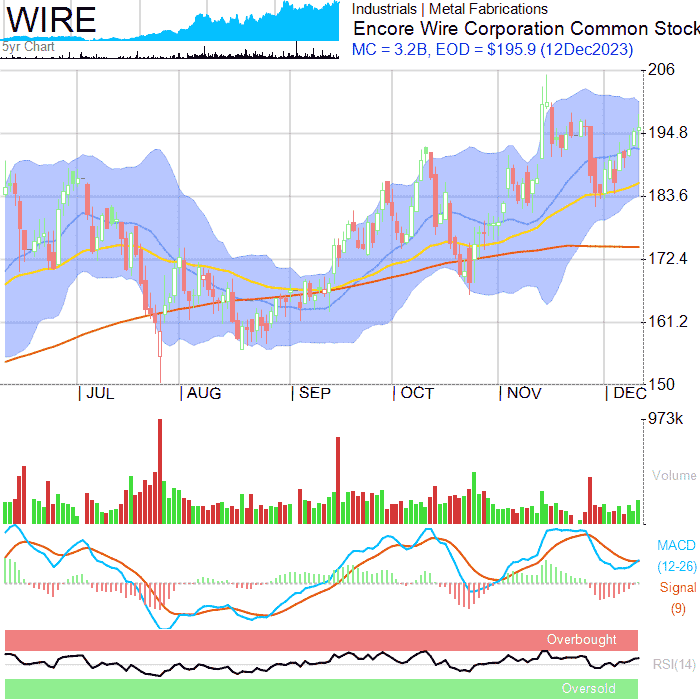 WIRE
5yr Chart
Industrials | Metal Fabrications
Encore Wire Corporation Common Stock
MC = 3.2B, EOD = $195.9 (12Dec2023)
206
194.8
183.6
172.4
161.2
150
| JUL | AUG | SEP | OCT | NOV | DEC
973k
Volume
MACD
(12-26)
Signal
(9)
Overbought
RSI(14)
Oversold